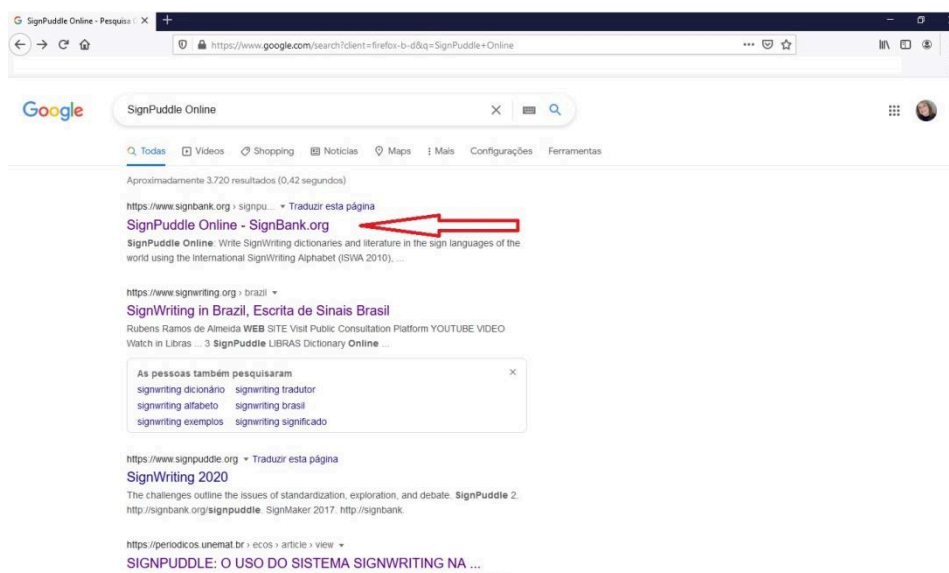 SignPuddle Online - Pesquisa G
https://www.google.com/search?client=firefox-b-d&q=SignPuddle+Online
Google
SignPuddle Online
Todas Vídeos Shopping Notícias Maps Mais Configurações Ferramentas
Aproximadamente 3.720 resultados (0,42 segundos)
https://www.signbank.org › signpu... Traduzir esta página
SignPuddle Online - SignBank.org
SignPuddle Online. Write SignWriting dictionaries and literature in the sign languages of the
world using the International SignWriting Alphabet (ISWA 2010), ...
https://www.signwriting.org › brazil
SignWriting in Brazil, Escrita de Sinais Brasil
Rubens Ramos de Almeida WEB SITE Visit Public Consultation Platform YOUTUBE VIDEO
Watch in Libras ... 3 SignPuddle LIBRAS Dictionary Online ...
As pessoas também pesquisaram
signwriting dicionário signwriting tradutor
signwriting alfabeto signwriting brasil
signwriting exemplos signwriting significado
https://www.signpuddle.org Traduzir esta página
SignWriting 2020
The challenges outline the issues of standardization, exploration, and debate. SignPuddle 2.
http://signbank.org/signpuddle. SignMaker 2017. http://signbank.
https://periodicos.unemat.br › ecos › article › view
SIGNPUDDLE: O USO DO SISTEMA SIGNWRITING NA ...